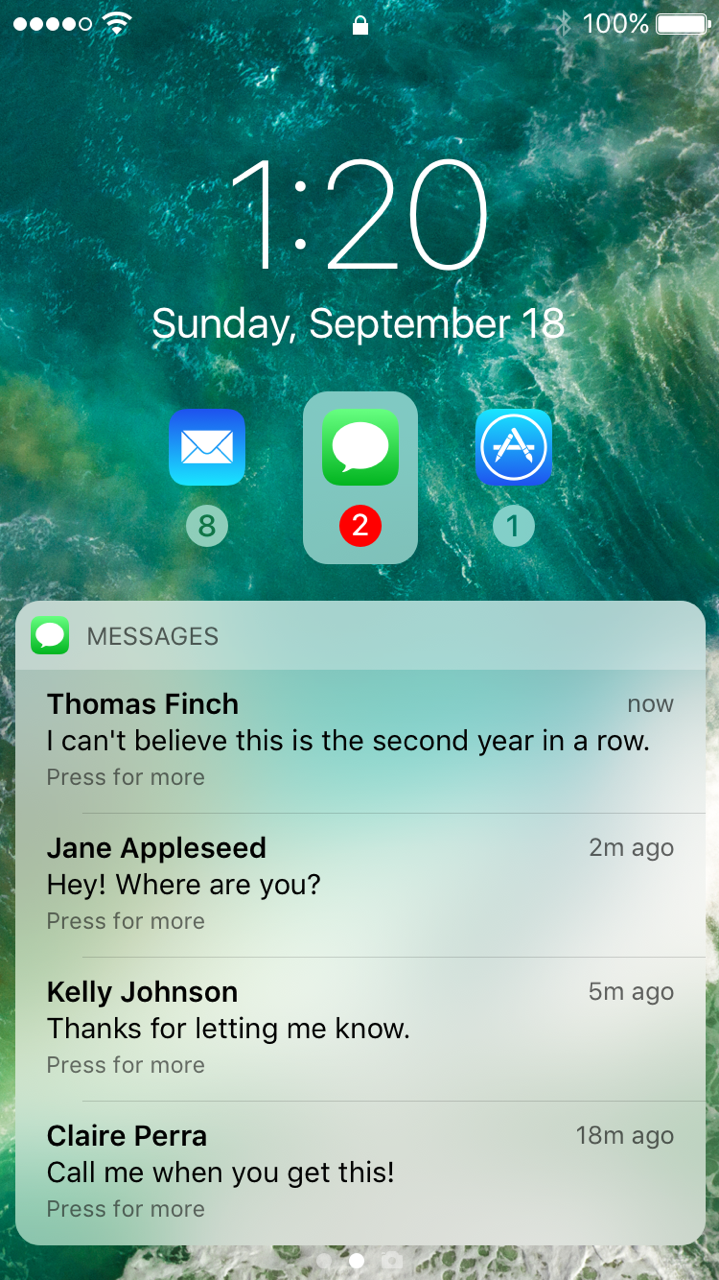 100%
1:20
Sunday, September 18
8
2
1
MESSAGES
Thomas Finch
now
I can't believe this is the second year in a row.
Press for more
Jane Appleseed
2m ago
Hey! Where are you?
Press for more
Kelly Johnson
5m ago
Thanks for letting me know.
Press for more
Claire Perra
18m ago
Call me when you get this!
Press for more